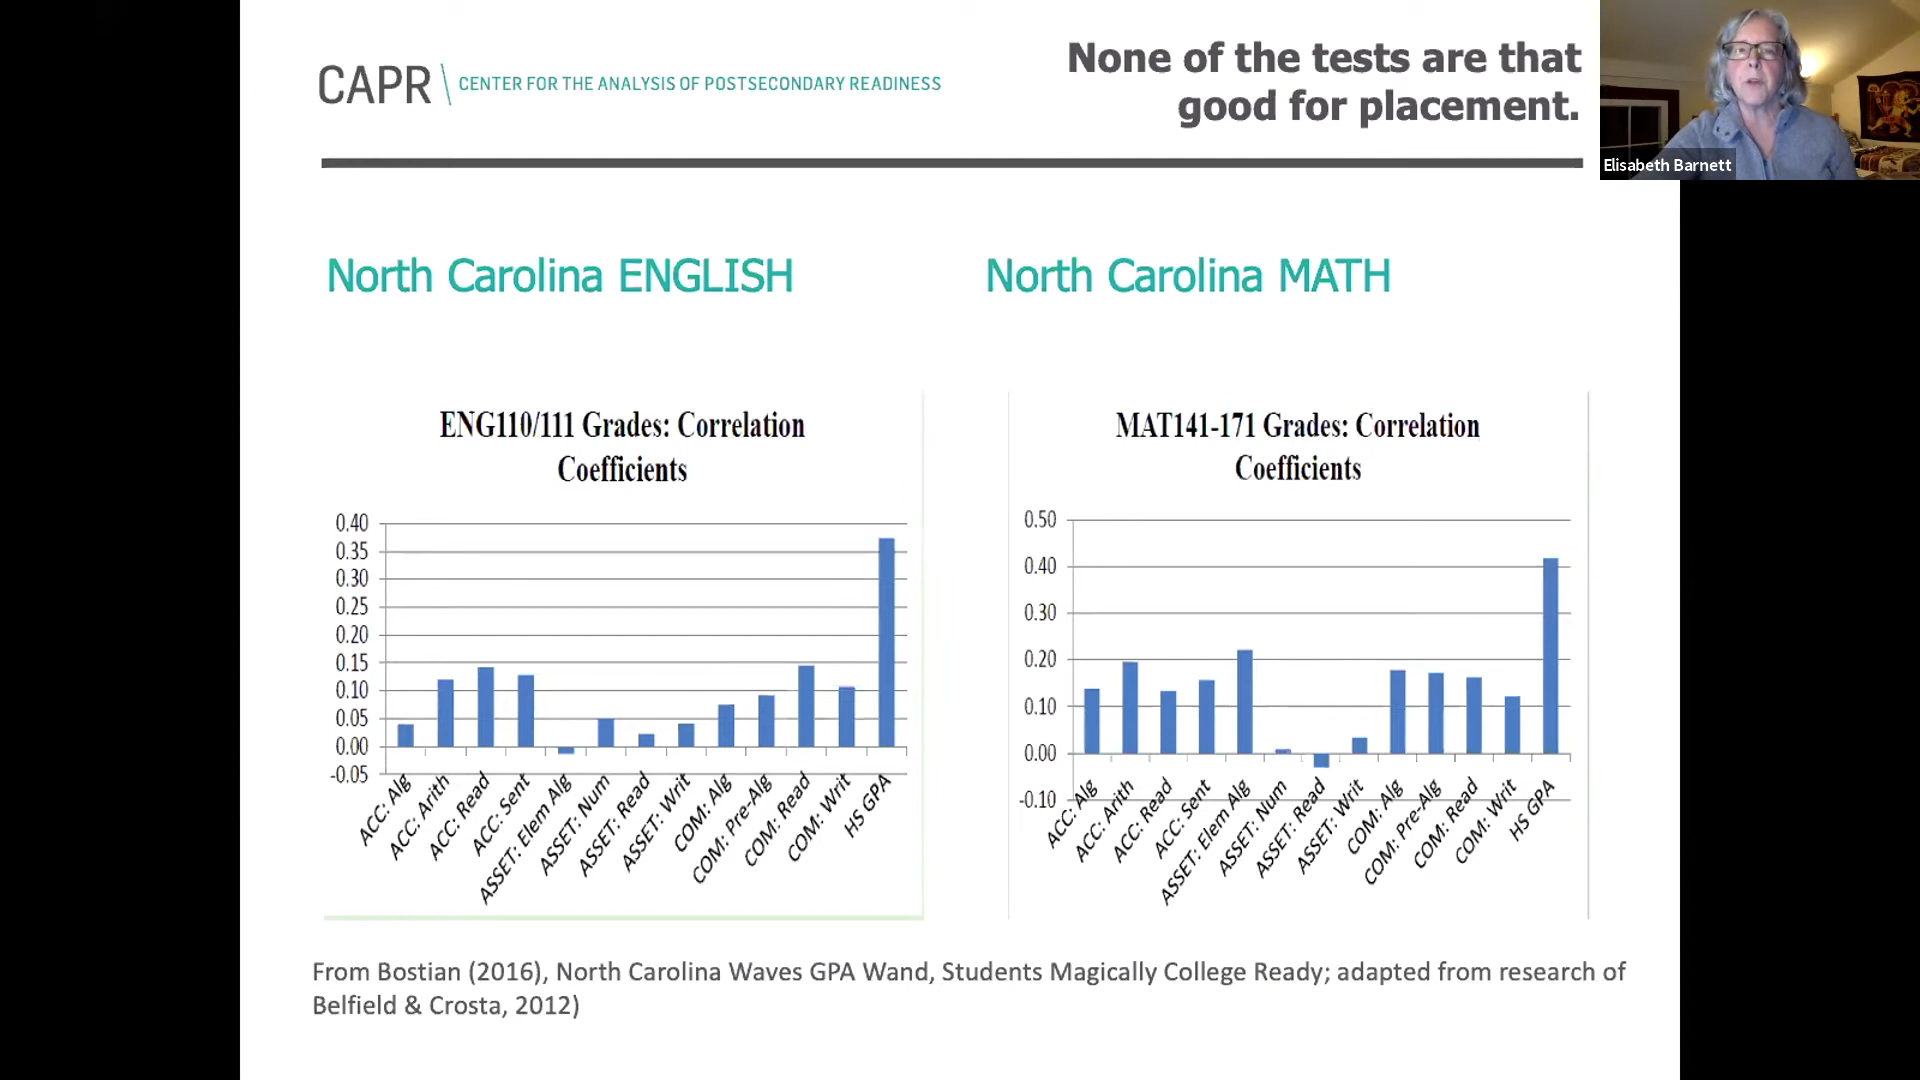 CAPR
CENTER FOR THE ANALYSIS OF POSTSECONDARY READINESS
None of the tests are that
good for placement.
Elisabeth Barnett
North Carolina ENGLISH
North Carolina MATH
ENG110/111 Grades: Correlation
Coefficients
0.40
0.35
0.30
0.25
0.20
0.15
0.10
0.05
0.00
-0.05
ACC: Alg
ACC: Arith
ACC: Read
ACC: Sent
ASSET: Elem Alg
ASSET: Num
ASSET: Read
ASSET: Writ
COM: Alg
COM: Pre-Alg
COM: Read
COM: Writ
HS GPA
MAT141-171 Grades: Correlation
Coefficients
0.50
0.40
0.30
0.20
0.10
0.00
-0.10
ACC: Alg
ACC: Arith
ACC: Read
ACC: Sent
ASSET: Elem Alg
ASSET: Num
ASSET: Read
ASSET: Writ
COM: Alg
COM: Pre-Alg
COM: Read
COM: Writ
HS GPA
From Bostian (2016), North Carolina Waves GPA Wand, Students Magically College Ready; adapted from research of
Belfield & Crosta, 2012)